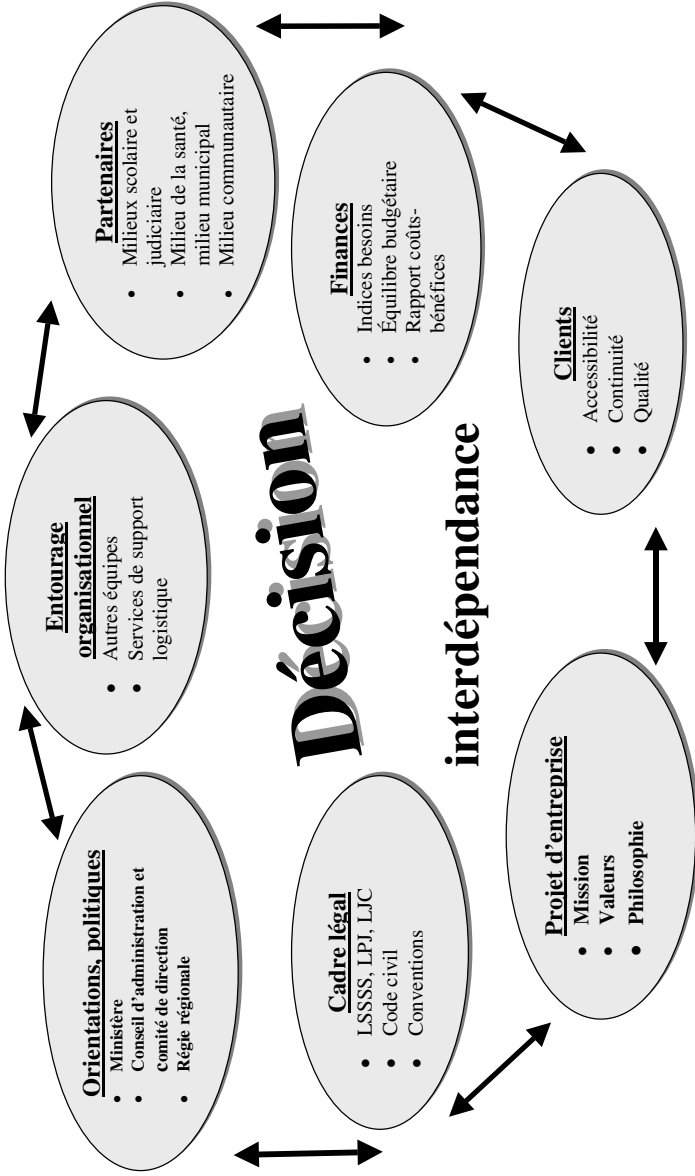 Orientations, politiques
• Ministère
• Conseil d'administration et
comité de direction
• Régie régionale
Entourage
organisationnel
• Autres équipes
• Services de support
logistique
Partenaires
• Milieux scolaire et
judiciaire
• Milieu de la santé,
milieu municipal
• Milieu communautaire
Décision
Cadre légal
• LSSSS, LPJ, LJC
• Code civil
• Conventions
Finances
• Indices besoins
• Équilibre budgétaire
• Rapport coûts-
bénéfices
interdépendance
Projet d'entreprise
• Mission
• Valeurs
• Philosophie
Clients
• Accessibilité
• Continuité
• Qualité